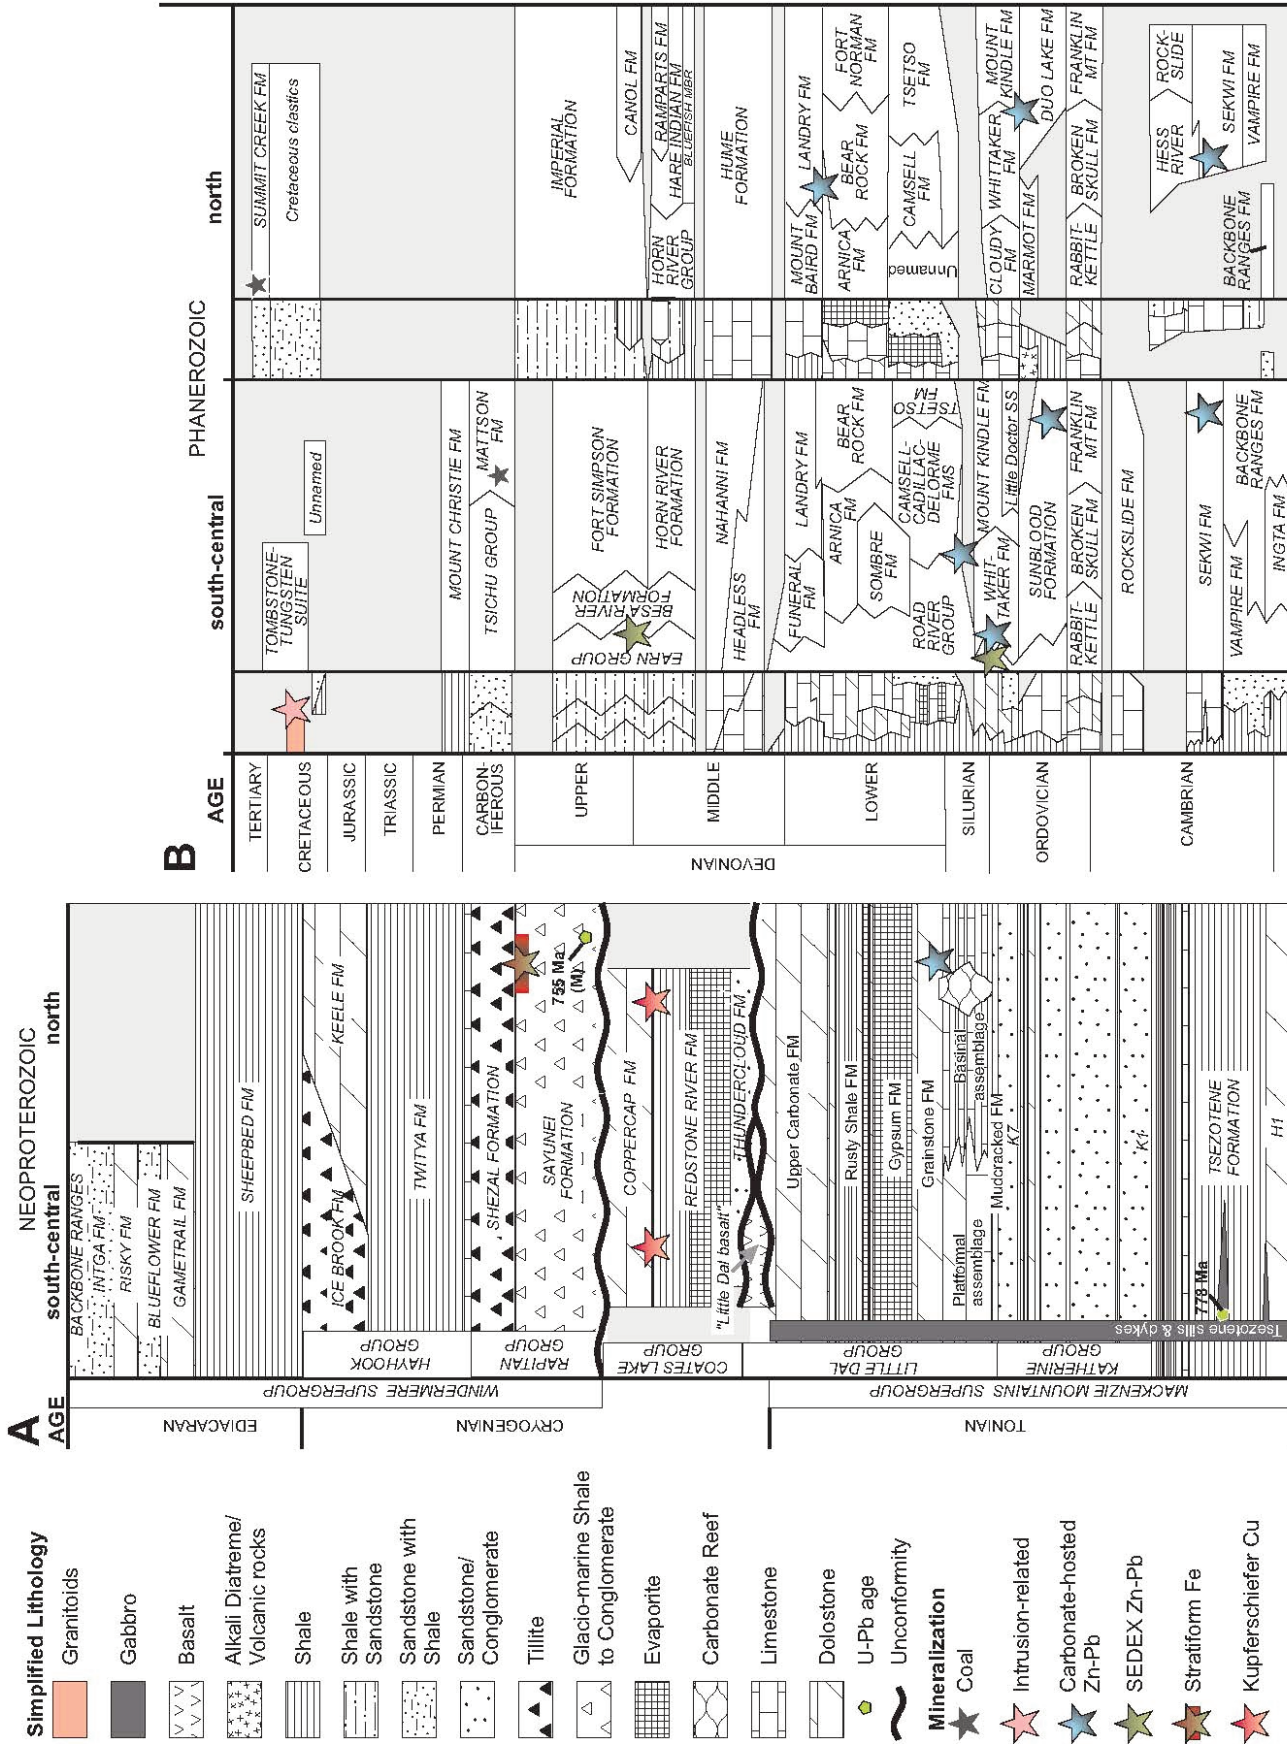 A
NEOPROTEROZOIC
AGE
south-central
north
EDIACARAN
CRYOGENIAN
TONIAN
WINDERMERE SUPERGROUP
MACKENZIE MOUNTAINS SUPERGROUP
HAYHOOK
GROUP
RAPITAN
GROUP
COATES LAKE
GROUP
LITTLE DAL
GROUP
KATHERINE
GROUP
BACKBONE RANGES
INTGA FM
RISKY FM
BLUEFLOWER FM
GAMETRAIL FM
SHEEPBED FM
ICE BROOK FM
KEELE FM
TWITYA FM
SHEZAL FORMATION
SAYUNEI
FORMATION
755 Ma
(M)
COPPERCAP FM
REDSTONE RIVER FM
"Little Dal basalt"
THUNDERCLOUD FM
Upper Carbonate FM
Rusty Shale FM
Gypsum FM
Grainstone FM
Platformal
assemblage
Basinal
assemblage
Mudcracked FM
K7
K1
TSEZOTENE
FORMATION
778 Ma
Tsezotene sills & dykes
H1
B
PHANEROZOIC
AGE
south-central
north
TERTIARY
CRETACEOUS
JURASSIC
TRIASSIC
PERMIAN
CARBON-
IFEROUS
DEVONIAN
UPPER
MIDDLE
LOWER
SILURIAN
ORDOVICIAN
CAMBRIAN
TOMBSTONE-
TUNGSTEN
SUITE
Unnamed
MOUNT CHRISTIE FM
TSICHU GROUP
MATTSON
FM
EARN GROUP
BESA RIVER
FORMATION
FORT SIMPSON
FORMATION
HORN RIVER
FORMATION
HEADLESS
FM
NAHANNI FM
FUNERAL
FM
LANDRY FM
ARNICA
FM
BEAR
ROCK FM
SOMBRE
FM
CAMSELL-
CADILLAC-
DELORME
FMS
TSETSO
FM
ROAD
RIVER
GROUP
WHIT-
TAKER FM
MOUNT KINDLE FM
Little Doctor SS
SUNBLOOD
FORMATION
RABBIT-
KETTLE
BROKEN
SKULL FM
FRANKLIN
MT FM
ROCKSLIDE FM
SEKWI FM
VAMPIRE FM
BACKBONE
RANGES FM
INGTA FM
SUMMIT CREEK FM
Cretaceous clastics
IMPERIAL
FORMATION
CANOL FM
HORN
RIVER
GROUP
RAMPARTS FM
HARE INDIAN FM
BLUEFISH MBR
HUME
FORMATION
MOUNT
BAIRD FM
LANDRY FM
ARNICA
FM
BEAR
ROCK FM
FORT
NORMAN
FM
Unnamed
CAMSELL
FM
TSETSO
FM
CLOUDY
FM
WHITTAKER
FM
MOUNT
KINDLE FM
MARMOT FM
DUO LAKE FM
RABBIT-
KETTLE
BROKEN
SKULL FM
FRANKLIN
MT FM
HESS
RIVER
ROCK-
SLIDE
SEKWI FM
BACKBONE
RANGES FM
VAMPIRE FM
Simplified Lithology
Granitoids
Gabbro
Basalt
Alkali Diatreme/
Volcanic rocks
Shale
Shale with
Sandstone
Sandstone with
Shale
Sandstone/
Conglomerate
Tillite
Glacio-marine Shale
to Conglomerate
Evaporite
Carbonate Reef
Limestone
Dolostone
U-Pb age
Unconformity
Mineralization
Coal
Intrusion-related
Carbonate-hosted
Zn-Pb
SEDEX Zn-Pb
Stratiform Fe
Kupferschiefer Cu